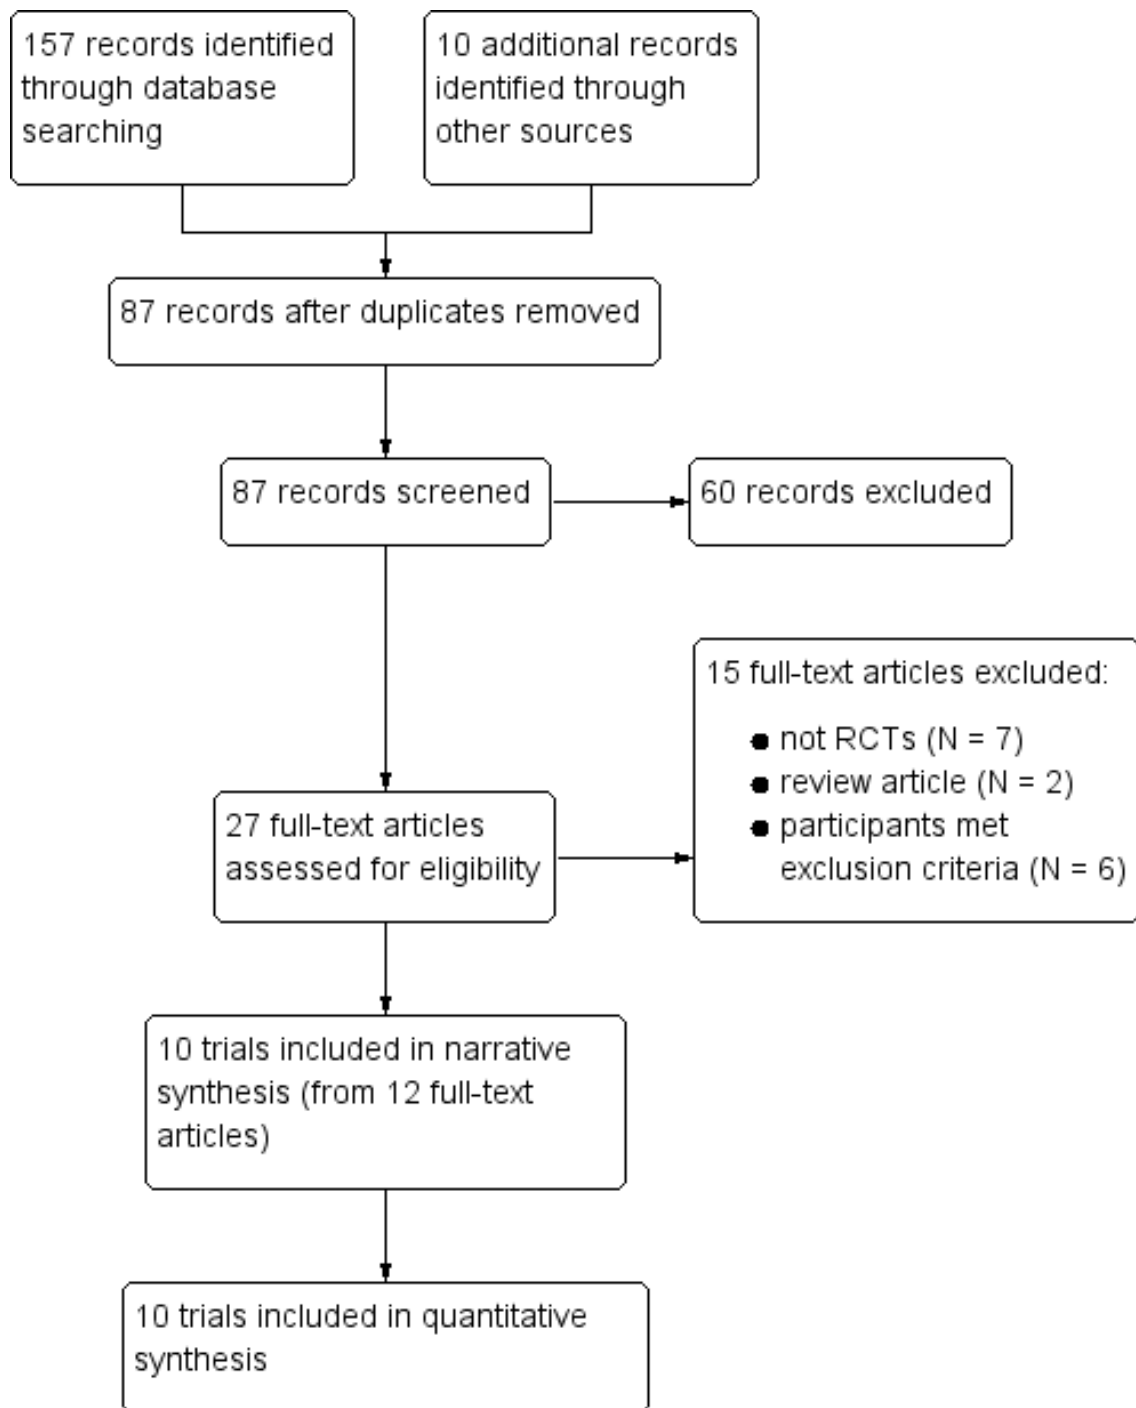 157 records identified
through database
searching
10 additional records
identified through
other sources
87 records after duplicates removed
87 records screened
60 records excluded
15 full-text articles excluded:
● not RCTs (N = 7)
● review article (N = 2)
● participants met
exclusion criteria (N = 6)
27 full-text articles
assessed for eligibility
10 trials included in narrative
synthesis (from 12 full-text
articles)
10 trials included in quantitative
synthesis